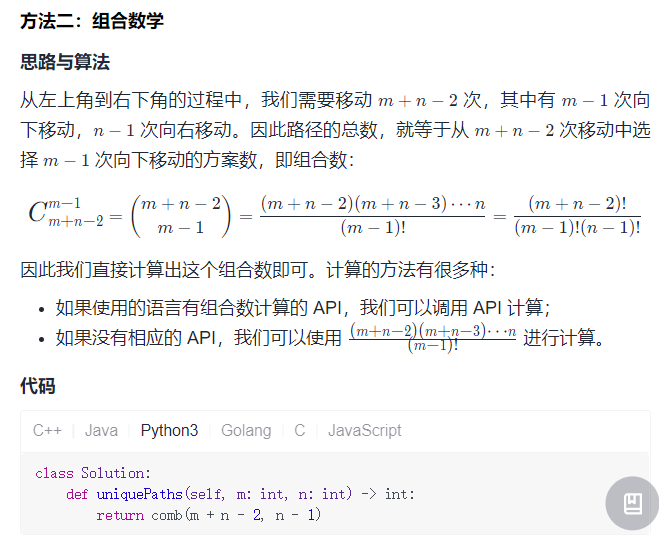 方法二：组合数学
思路与算法
从左上角到右下角的过程中，我们需要移动 m + n − 2 次，其中有 m − 1 次向
下移动，n − 1 次向右移动。因此路径的总数，就等于从 m + n − 2 次移动中选
择 m − 1 次向下移动的方案数，即组合数：
C_{m+n−2}^{m−1} = \binom{m + n − 2}{m − 1} = \frac{(m + n − 2)(m + n − 3) ⋯ n}{(m − 1)!} = \frac{(m + n − 2)!}{(m − 1)!(n − 1)!}
因此我们直接计算出这个组合数即可。计算的方法有很多种：
• 如果使用的语言有组合数计算的 API，我们可以调用 API 计算；
• 如果没有相应的 API，我们可以使用 \frac{(m+n−2)(m+n−3)⋯n}{(m−1)!} 进行计算。
代码
C++ Java Python3 Golang C JavaScript
class Solution:
    def uniquePaths(self, m: int, n: int) -> int:
        return comb(m + n - 2, n - 1)